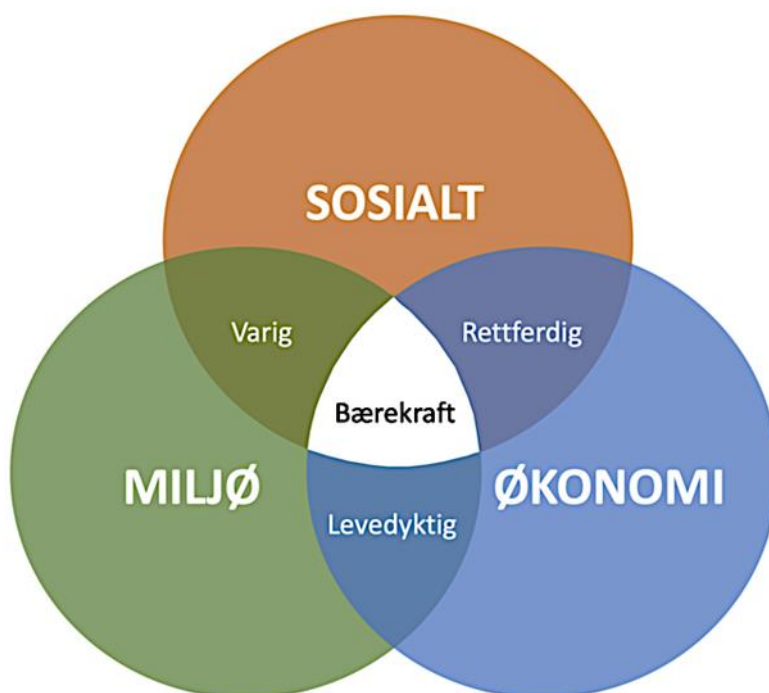 SOSIALT
Varig
Rettferdig
Bærekraft
MILJØ
ØKONOMI
Levedyktig